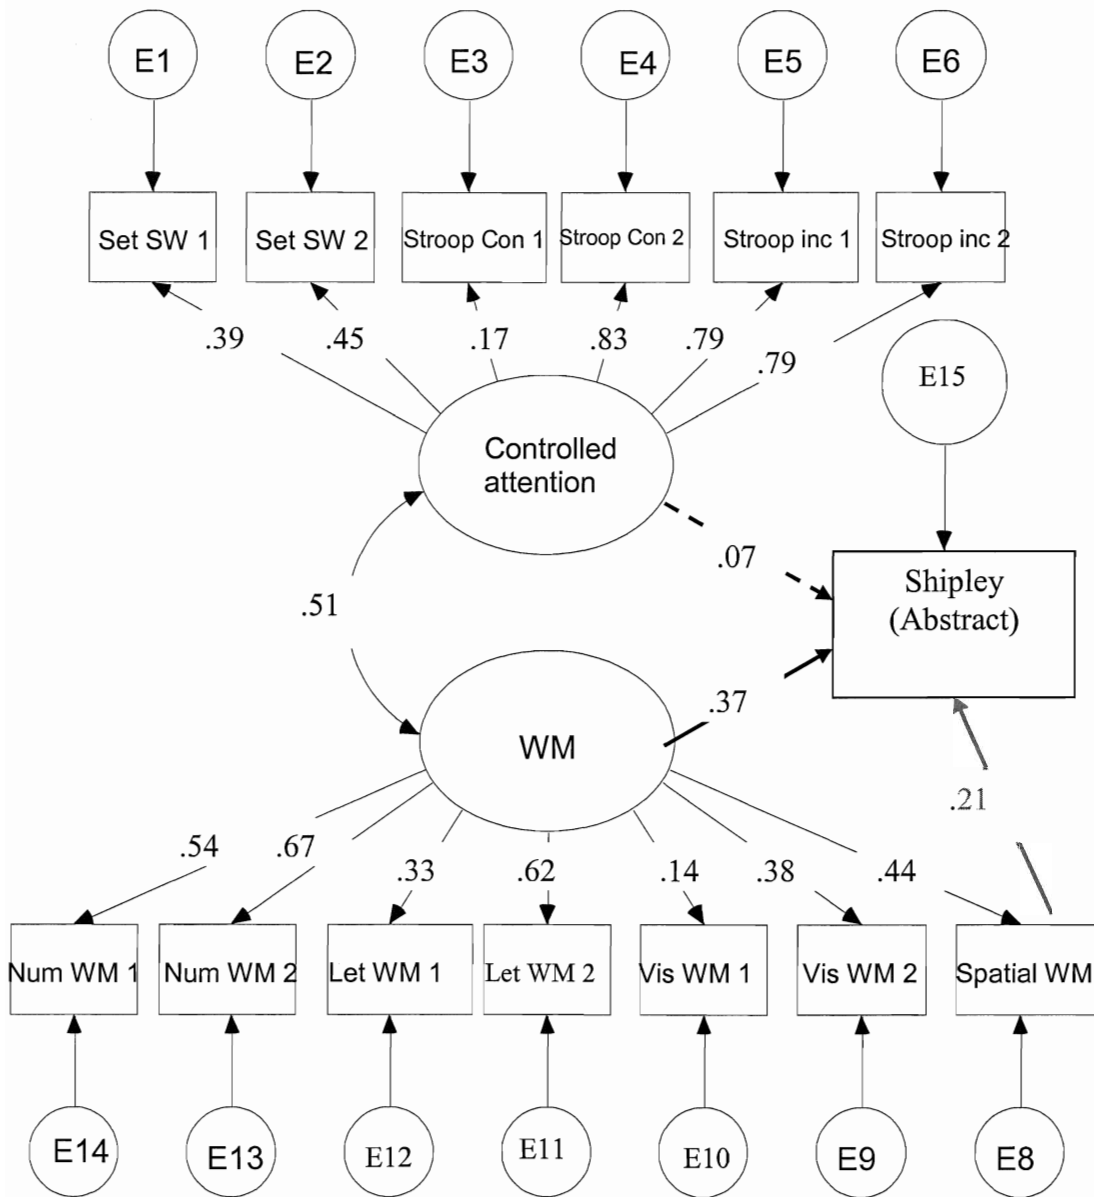 E1 E2 E3 E4 E5 E6
Set SW 1 Set SW 2 Stroop Con 1 Stroop Con 2 Stroop inc 1 Stroop inc 2
.39 .45 .17 .83 .79 .79
E15
Controlled
attention
.07
Shipley
(Abstract)
.51
.37
WM
.21
.54 .67 .33 .62 .14 .38 .44
Num WM 1 Num WM 2 Let WM 1 Let WM 2 Vis WM 1 Vis WM 2 Spatial WM
E14 E13 E12 E11 E10 E9 E8